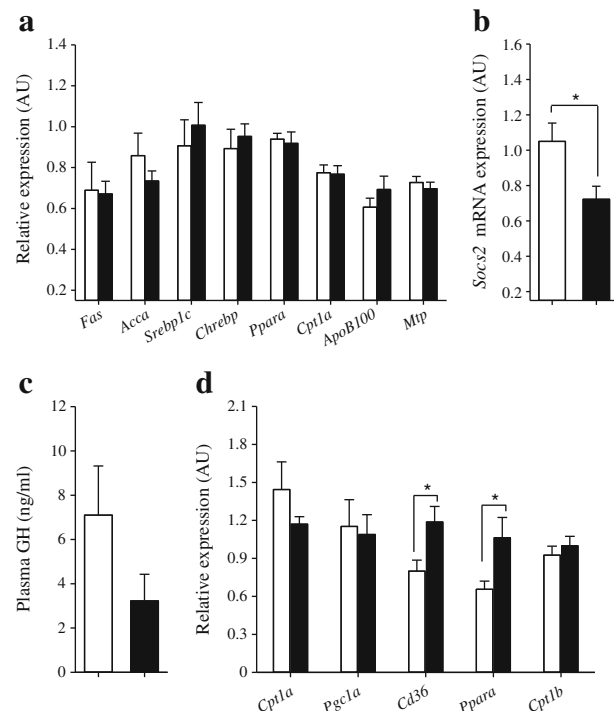 a
Relative expression (AU)
1.4
1.2
1.0
0.8
0.6
0.4
0.2
Fas
Acca
Srebp1c
Chrebp
Ppara
Cpt1a
ApoB100
Mtp
b
Socs2 mRNA expression (AU)
1.6
1.4
1.2
1.0
0.8
0.6
0.4
0.2
*
c
Plasma GH (ng/ml)
12
10
8
6
4
2
0
d
Relative expression (AU)
2.1
1.8
1.5
1.2
0.9
0.6
0.3
0
*
*
Cpt1a
Pgc1a
Cd36
Ppara
Cpt1b